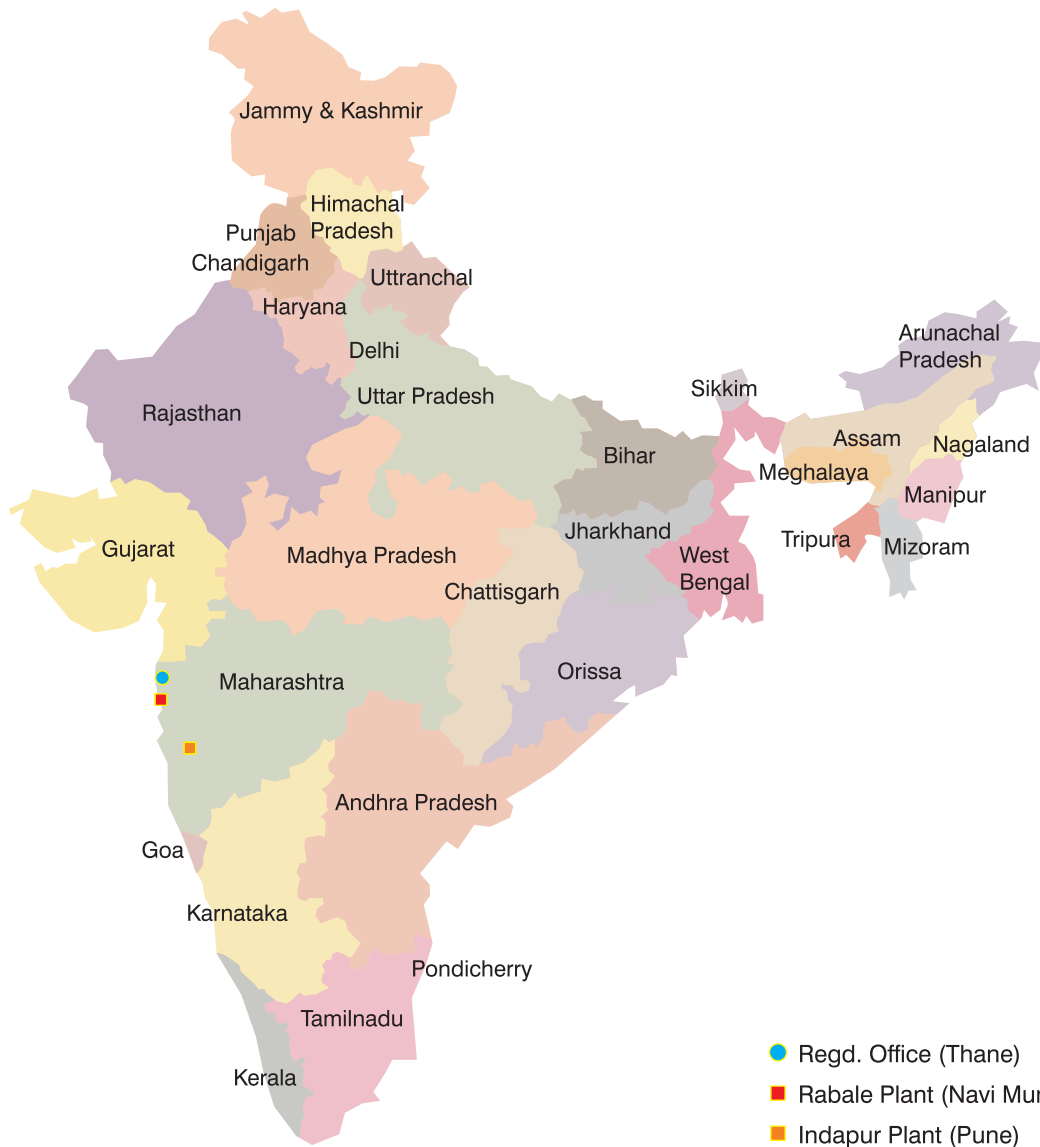 Jammy & Kashmir
Himachal
Pradesh
Punjab
Chandigarh
Uttranchal
Haryana
Delhi
Arunachal
Pradesh
Sikkim
Uttar Pradesh
Rajasthan
Assam
Nagaland
Bihar
Meghalaya
Manipur
Jharkhand
Tripura
Mizoram
Gujarat
Madhya Pradesh
West
Bengal
Chattisgarh
Orissa
Maharashtra
Andhra Pradesh
Goa
Karnataka
Pondicherry
Tamilnadu
Kerala
Regd. Office (Thane)
Rabale Plant (Navi
Indapur Plant (Pune)